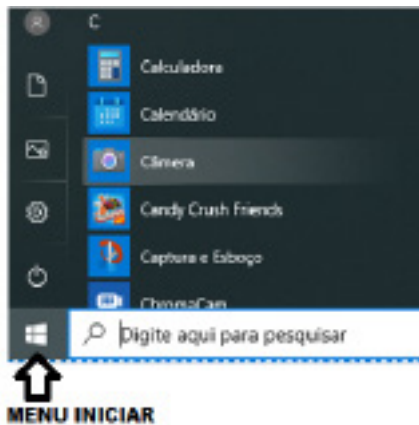 C
Calculadora
Calendário
Câmera
Candy Crush Friends
Captura e Esboço
ChromaCam
Digite aqui para pesquisar
MENU INICIAR